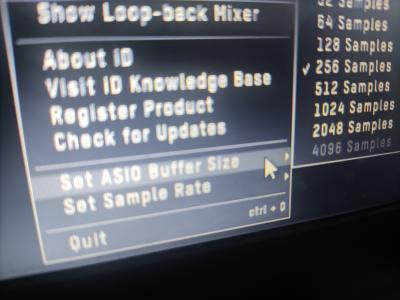 Show Loop-back Mixer
About iD
Visit iD Knowledge Base
Register Product
Check for Updates
Set ASIO Buffer Size
Set Sample Rate
ctrl + Q
Quit
32 Samples
64 Samples
128 Samples
✓ 256 Samples
512 Samples
1024 Samples
2048 Samples
4096 Samples